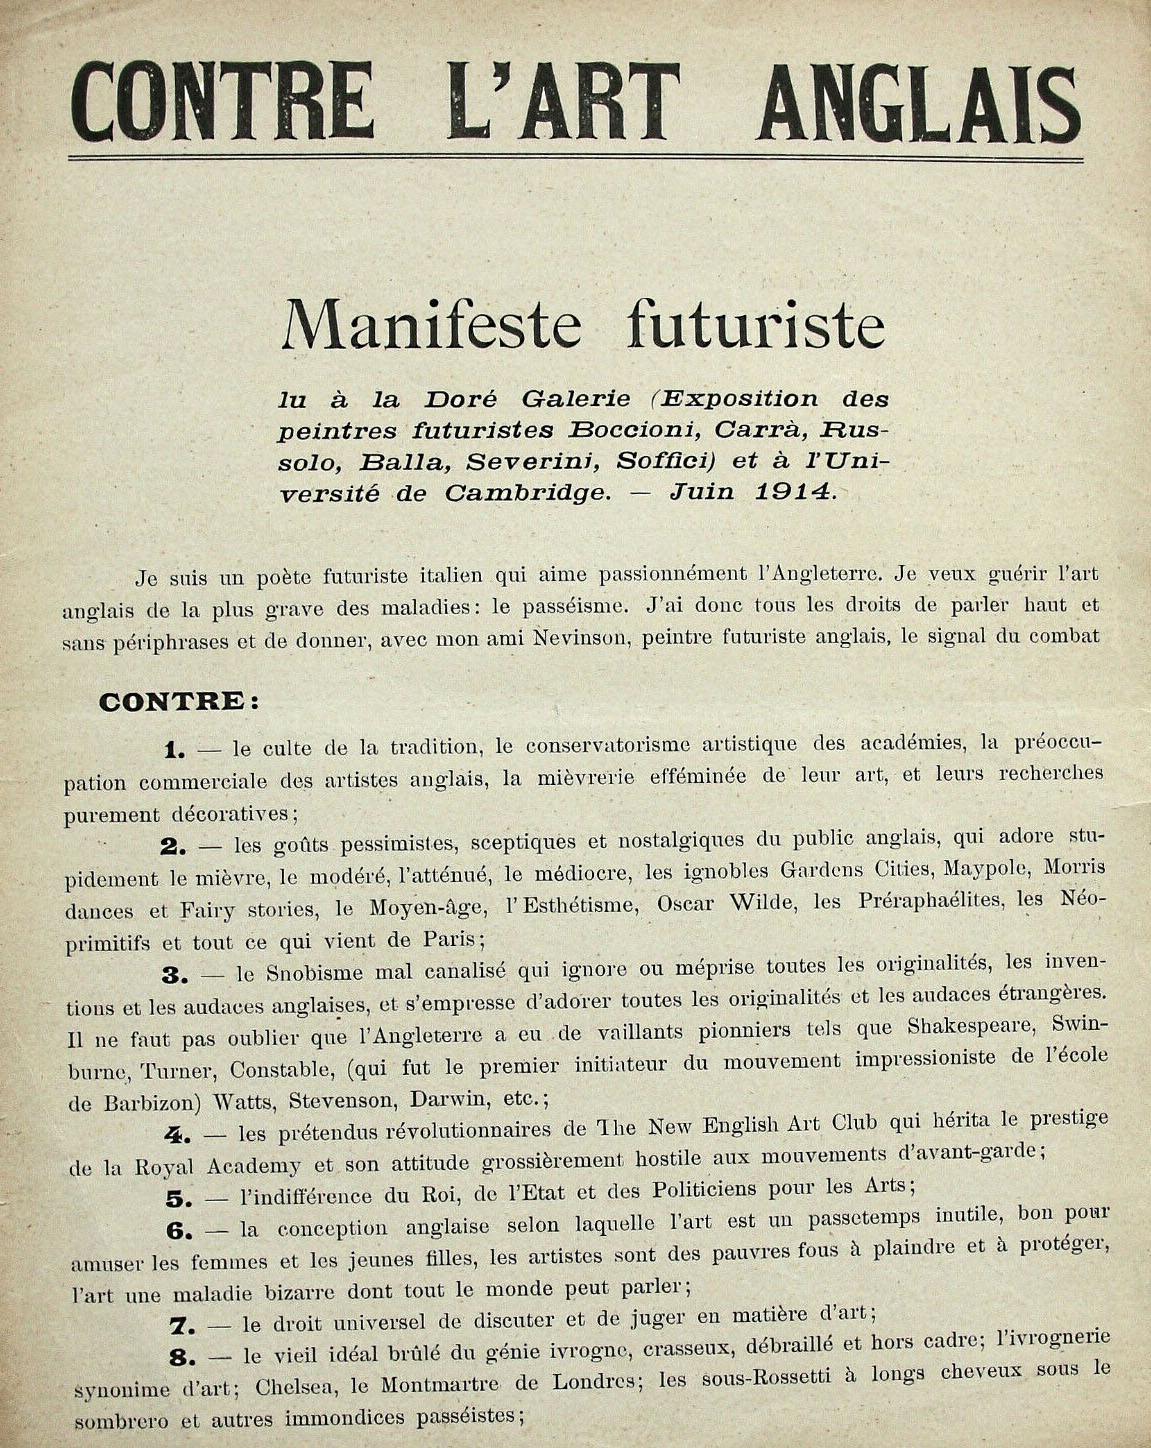 CONTRE L'ART ANGLAIS
Manifeste futuriste
lu à la Doré Galerie (Exposition des
peintres futuristes Boccioni, Carrà, Rus-
solo, Balla, Severini, Soffici) et à l'Uni-
versité de Cambridge. — Juin 1914.
Je suis un poète futuriste italien qui aime passionnément l'Angleterre. Je veux guérir l'art
anglais de la plus grave des maladies: le passéisme. J'ai donc tous les droits de parler haut et
sans périphrases et de donner, avec mon ami Nevinson, peintre futuriste anglais, le signal du combat
CONTRE:
1. — le culte de la tradition, le conservatorisme artistique des académies, la préoccu-
pation commerciale des artistes anglais, la mièvrerie efféminée de leur art, et leurs recherches
purement décoratives;
2. — les goûts pessimistes, sceptiques et nostalgiques du public anglais, qui adore stu-
pidement le mièvre, le modéré, l'atténué, le médiocre, les ignobles Gardens Cities, Maypole, Morris
dances et Fairy stories, le Moyen-âge, l'Esthétisme, Oscar Wilde, les Préraphaélites, les Néo-
primitifs et tout ce qui vient de Paris;
3. — le Snobisme mal canalisé qui ignore ou méprise toutes les originalités, les inven-
tions et les audaces anglaises, et s'empresse d'adorer toutes les originalités et les audaces étrangères.
Il ne faut pas oublier que l'Angleterre a eu de vaillants pionniers tels que Shakespeare, Swin-
burne, Turner, Constable, (qui fut le premier initiateur du mouvement impressioniste de l'école
de Barbizon) Watts, Stevenson, Darwin, etc.;
4. — les prétendus révolutionnaires de The New English Art Club qui hérita le prestige
de la Royal Academy et son attitude grossièrement hostile aux mouvements d'avant-garde;
5. — l'indifférence du Roi, de l'Etat et des Politiciens pour les Arts;
6. — la conception anglaise selon laquelle l'art est un passetemps inutile, bon pour
amuser les femmes et les jeunes filles, les artistes sont des pauvres fous à plaindre et à protéger,
l'art une maladie bizarre dont tout le monde peut parler;
7. — le droit universel de discuter et de juger en matière d'art;
8. — le vieil idéal brûlé du génie ivrogne, crasseux, débraillé et hors cadre; l'ivrognerie
synonime d'art; Chelsea, le Montmartre de Londres; les sous-Rossetti à longs cheveux sous le
sombrero et autres immondices passéistes;